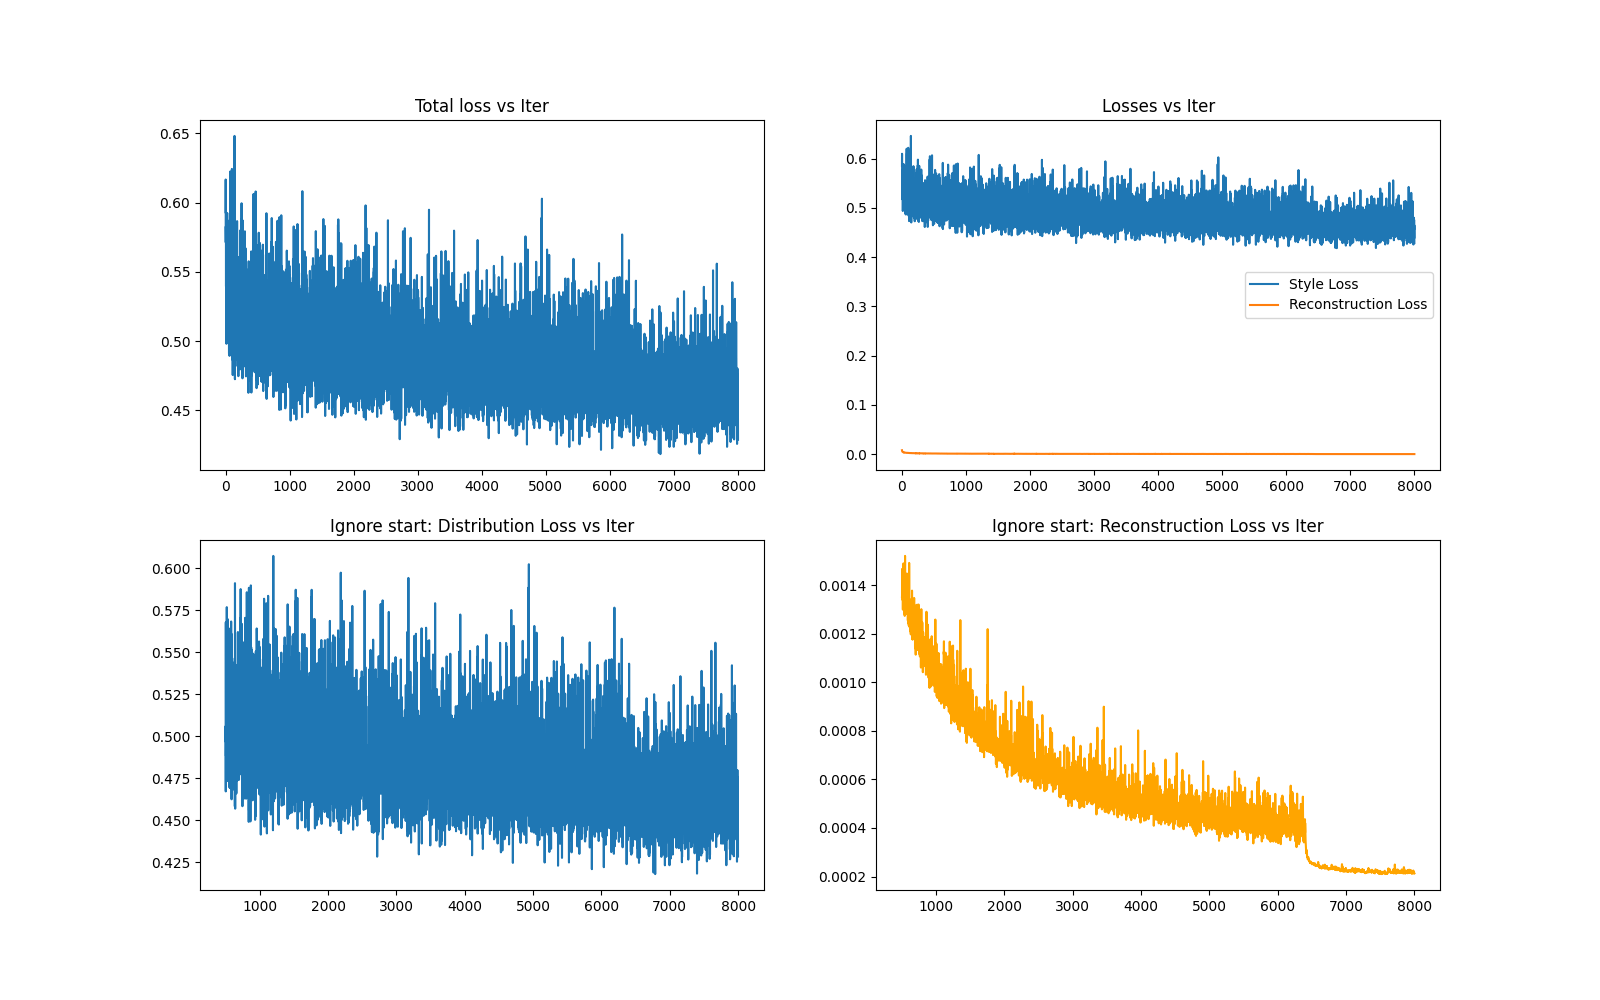 Total loss vs Iter
0.65
0.60
0.55
0.50
0.45
0 1000 2000 3000 4000 5000 6000 7000 8000
Losses vs Iter
0.6
0.5
0.4
0.3
0.2
0.1
0.0
Style Loss
Reconstruction Loss
0 1000 2000 3000 4000 5000 6000 7000 8000
Ignore start: Distribution Loss vs Iter
0.600
0.575
0.550
0.525
0.500
0.475
0.450
0.425
1000 2000 3000 4000 5000 6000 7000 8000
Ignore start: Reconstruction Loss vs Iter
0.0014
0.0012
0.0010
0.0008
0.0006
0.0004
0.0002
1000 2000 3000 4000 5000 6000 7000 8000